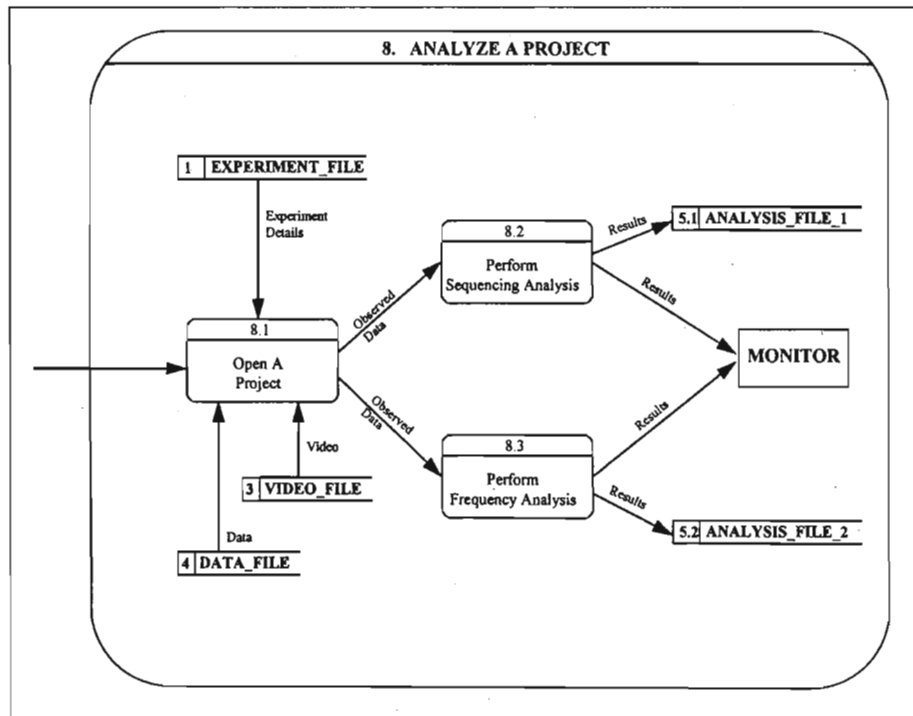 8. ANALYZE A PROJECT
1 EXPERIMENT_FILE
Experiment
Details
8.1
Open A
Project
Video
3 VIDEO_FILE
Data
4 DATA_FILE
Observed
Data
Observed
Data
8.2
Perform
Sequencing Analysis
8.3
Perform
Frequency Analysis
Results
5.1 ANALYSIS_FILE_1
Results
MONITOR
Results
Results
5.2 ANALYSIS_FILE_2